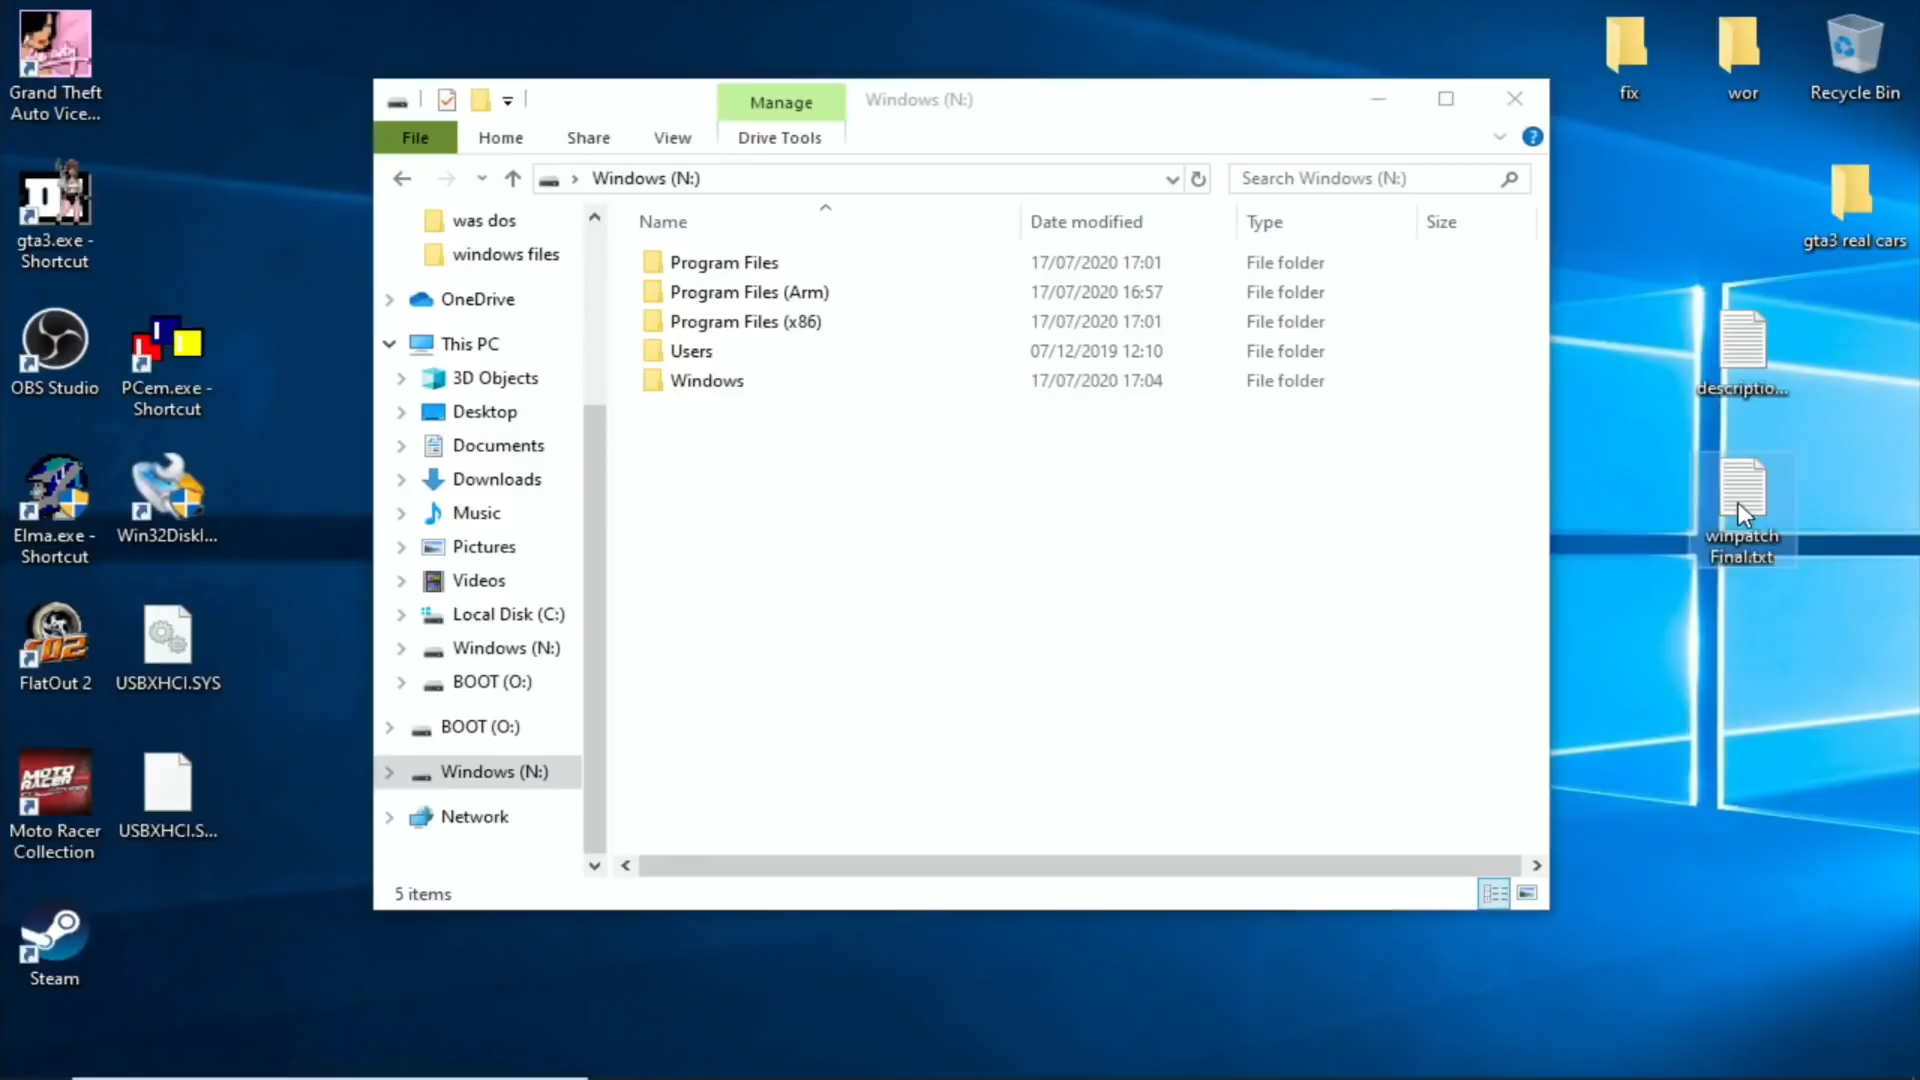 Grand Theft
Auto Vice...
gta3.exe -
Shortcut
OBS Studio
PCem.exe -
Shortcut
Elma.exe -
Shortcut
Win32DiskI...
FlatOut 2
USBXHCI.SYS
MOTO
RACER
Moto Racer
Collection
USBXHCI.S...
Steam
Manage
Windows (N:)
File
Home
Share
View
Drive Tools
Windows (N:)
Search Windows (N:)
was dos
windows files
OneDrive
This PC
3D Objects
Desktop
Documents
Downloads
Music
Pictures
Videos
Local Disk (C:)
Windows (N:)
BOOT (O:)
BOOT (O:)
Windows (N:)
Network
Name
Date modified
Type
Size
Program Files
17/07/2020 17:01
File folder
Program Files (Arm)
17/07/2020 16:57
File folder
Program Files (x86)
17/07/2020 17:01
File folder
Users
07/12/2019 12:10
File folder
Windows
17/07/2020 17:04
File folder
5 items
fix
wor
Recycle Bin
gta3 real cars
descriptio...
winpatch
Final.txt